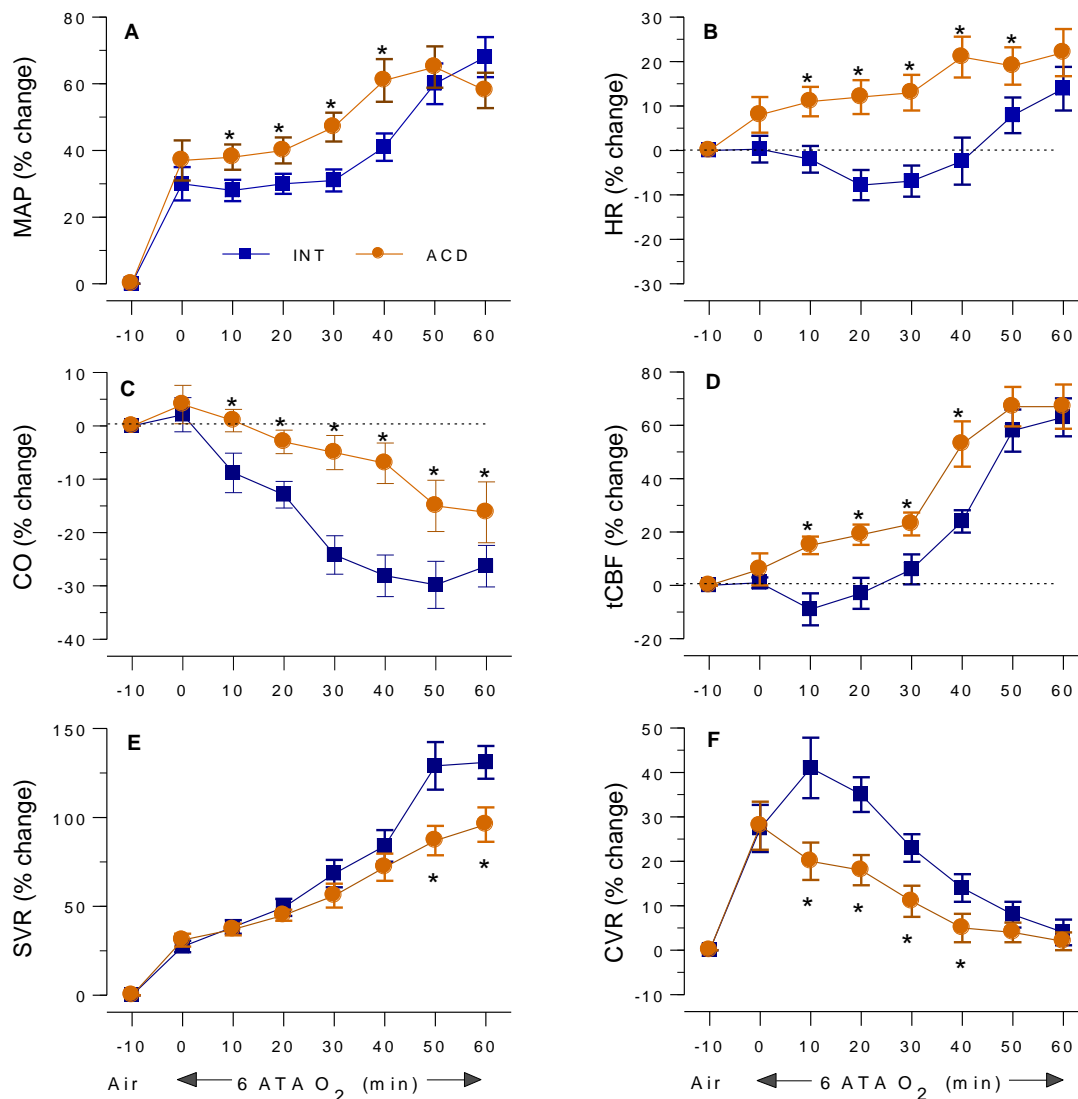 A
MAP (% change)
80
60
40
20
0
INT
ACD
* * * *
-10 0 10 20 30 40 50 60
B
HR (% change)
30
20
10
0
-10
-20
-30
* * * * *
-10 0 10 20 30 40 50 60
C
CO (% change)
10
0
-10
-20
-30
-40
* * * * * *
-10 0 10 20 30 40 50 60
D
tCBF (% change)
80
60
40
20
0
-20
* * * *
-10 0 10 20 30 40 50 60
E
SVR (% change)
150
100
50
0
* *
-10 0 10 20 30 40 50 60
Air 6 ATA O2 (min)
F
CVR (% change)
50
40
30
20
10
0
-10
* * * *
-10 0 10 20 30 40 50 60
Air 6 ATA O2 (min)